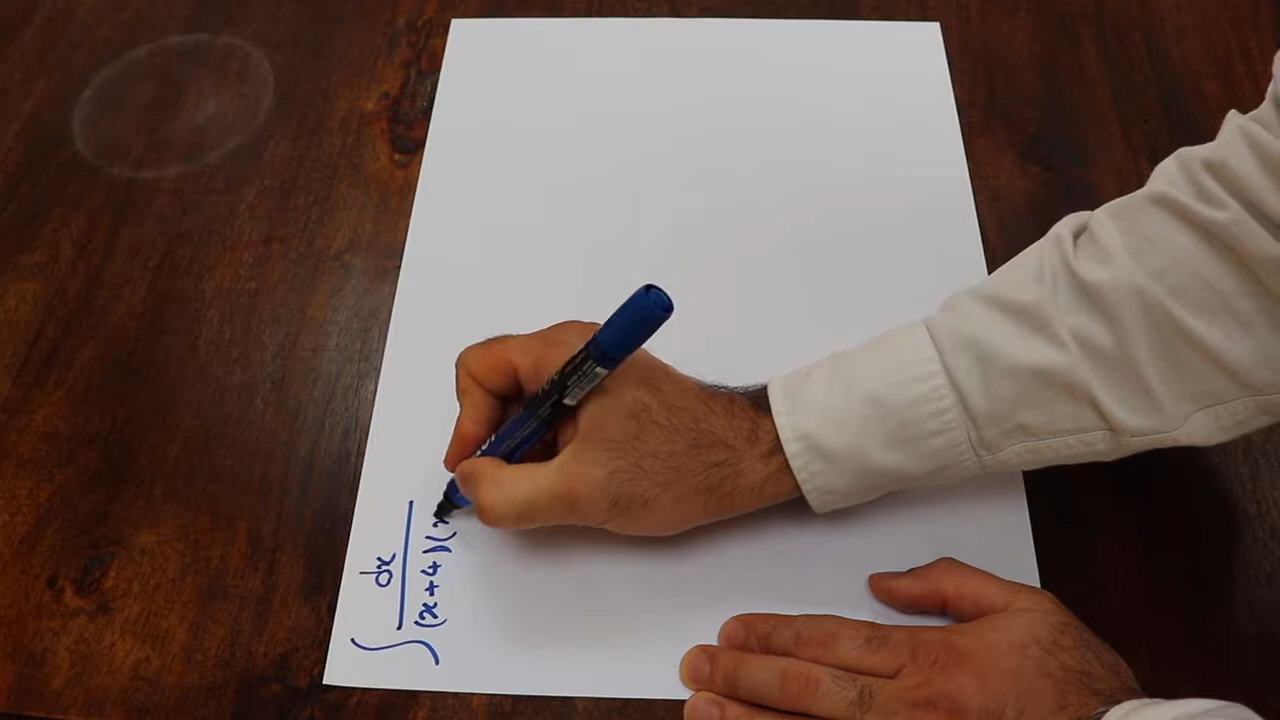 ∫ dx
(x+4)(x